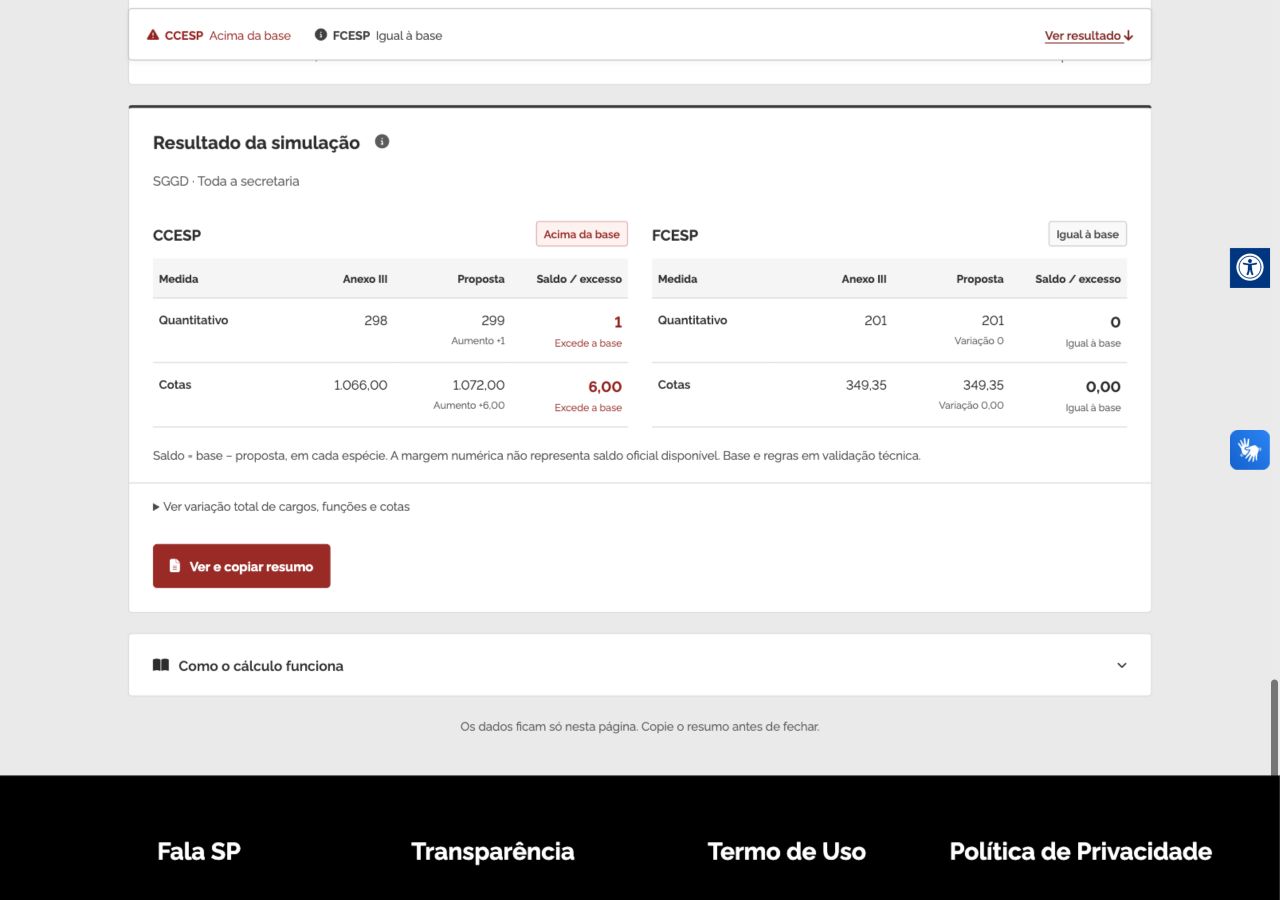 CCESP Acima da base FCESP Igual à base Ver resultado
Resultado da simulação
SGGD · Toda a secretaria
CCESP Acima da base
Medida Anexo III Proposta Saldo / excesso
Quantitativo 298 299 1
Aumento +1 Excede a base
Cotas 1.066,00 1.072,00 6,00
Aumento +6,00 Excede a base
FCESP Igual à base
Medida Anexo III Proposta Saldo / excesso
Quantitativo 201 201 0
Variação 0 Igual à base
Cotas 349,35 349,35 0,00
Variação 0,00 Igual à base
Saldo = base – proposta, em cada espécie. A margem numérica não representa saldo oficial disponível. Base e regras em validação técnica.
Ver variação total de cargos, funções e cotas
Ver e copiar resumo
Como o cálculo funciona
Os dados ficam só nesta página. Copie o resumo antes de fechar.
Fala SP Transparência Termo de Uso Política de Privacidade